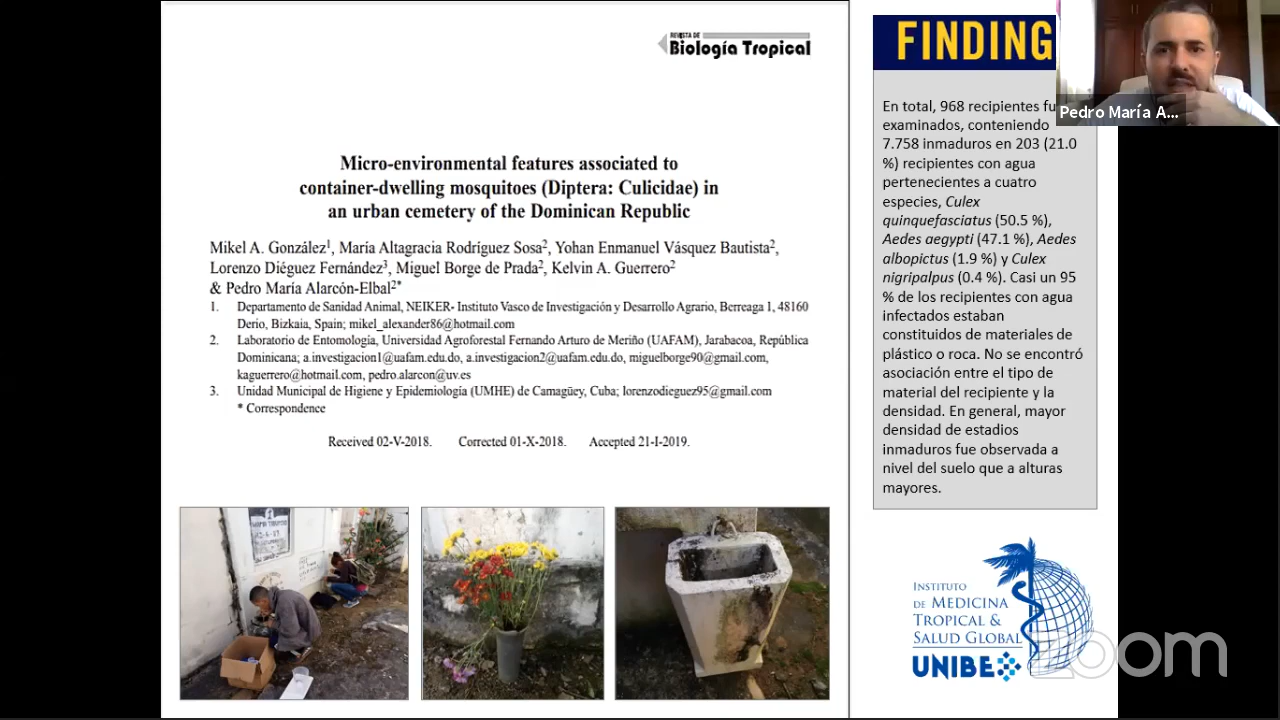 REVISTA DE
Biología Tropical
Micro-environmental features associated to
container-dwelling mosquitoes (Diptera: Culicidae) in
an urban cemetery of the Dominican Republic
Mikel A. González1, María Altagracia Rodríguez Sosa2, Yohan Enmanuel Vásquez Bautista2,
Lorenzo Diéguez Fernández3, Miguel Borge de Prada2, Kelvin A. Guerrero2
& Pedro María Alarcón-Elbal2*
1. Departamento de Sanidad Animal, NEIKER- Instituto Vasco de Investigación y Desarrollo Agrario, Berreaga 1, 48160
Derio, Bizkaia, Spain; mikel_alexander86@hotmail.com
2. Laboratorio de Entomología, Universidad Agroforestal Fernando Arturo de Meriño (UAFAM), Jarabacoa, República
Dominicana; a.investigacion1@uafam.edu.do, a.investigacion2@uafam.edu.do, miguelborge90@gmail.com,
kaguerrero@hotmail.com, pedro.alarcon@uv.es
3. Unidad Municipal de Higiene y Epidemiología (UMHE) de Camagüey, Cuba; lorenzodieguez95@gmail.com
* Correspondence
Received 02-V-2018. Corrected 01-X-2018. Accepted 21-I-2019.
FINDING
Pedro María A...
En total, 968 recipientes fu
examinados, conteniendo
7.758 inmaduros en 203 (21.0
%) recipientes con agua
pertenecientes a cuatro
especies, Culex
quinquefasciatus (50.5 %),
Aedes aegypti (47.1 %), Aedes
albopictus (1.9 %) y Culex
nigripalpus (0.4 %). Casi un 95
% de los recipientes con agua
infectados estaban
constituidos de materiales de
plástico o roca. No se encontró
asociación entre el tipo de
material del recipiente y la
densidad. En general, mayor
densidad de estadios
inmaduros fue observada a
nivel del suelo que a alturas
mayores.
INSTITUTO
DE MEDICINA
TROPICAL &
SALUD GLOBAL
UNIBE
zoom